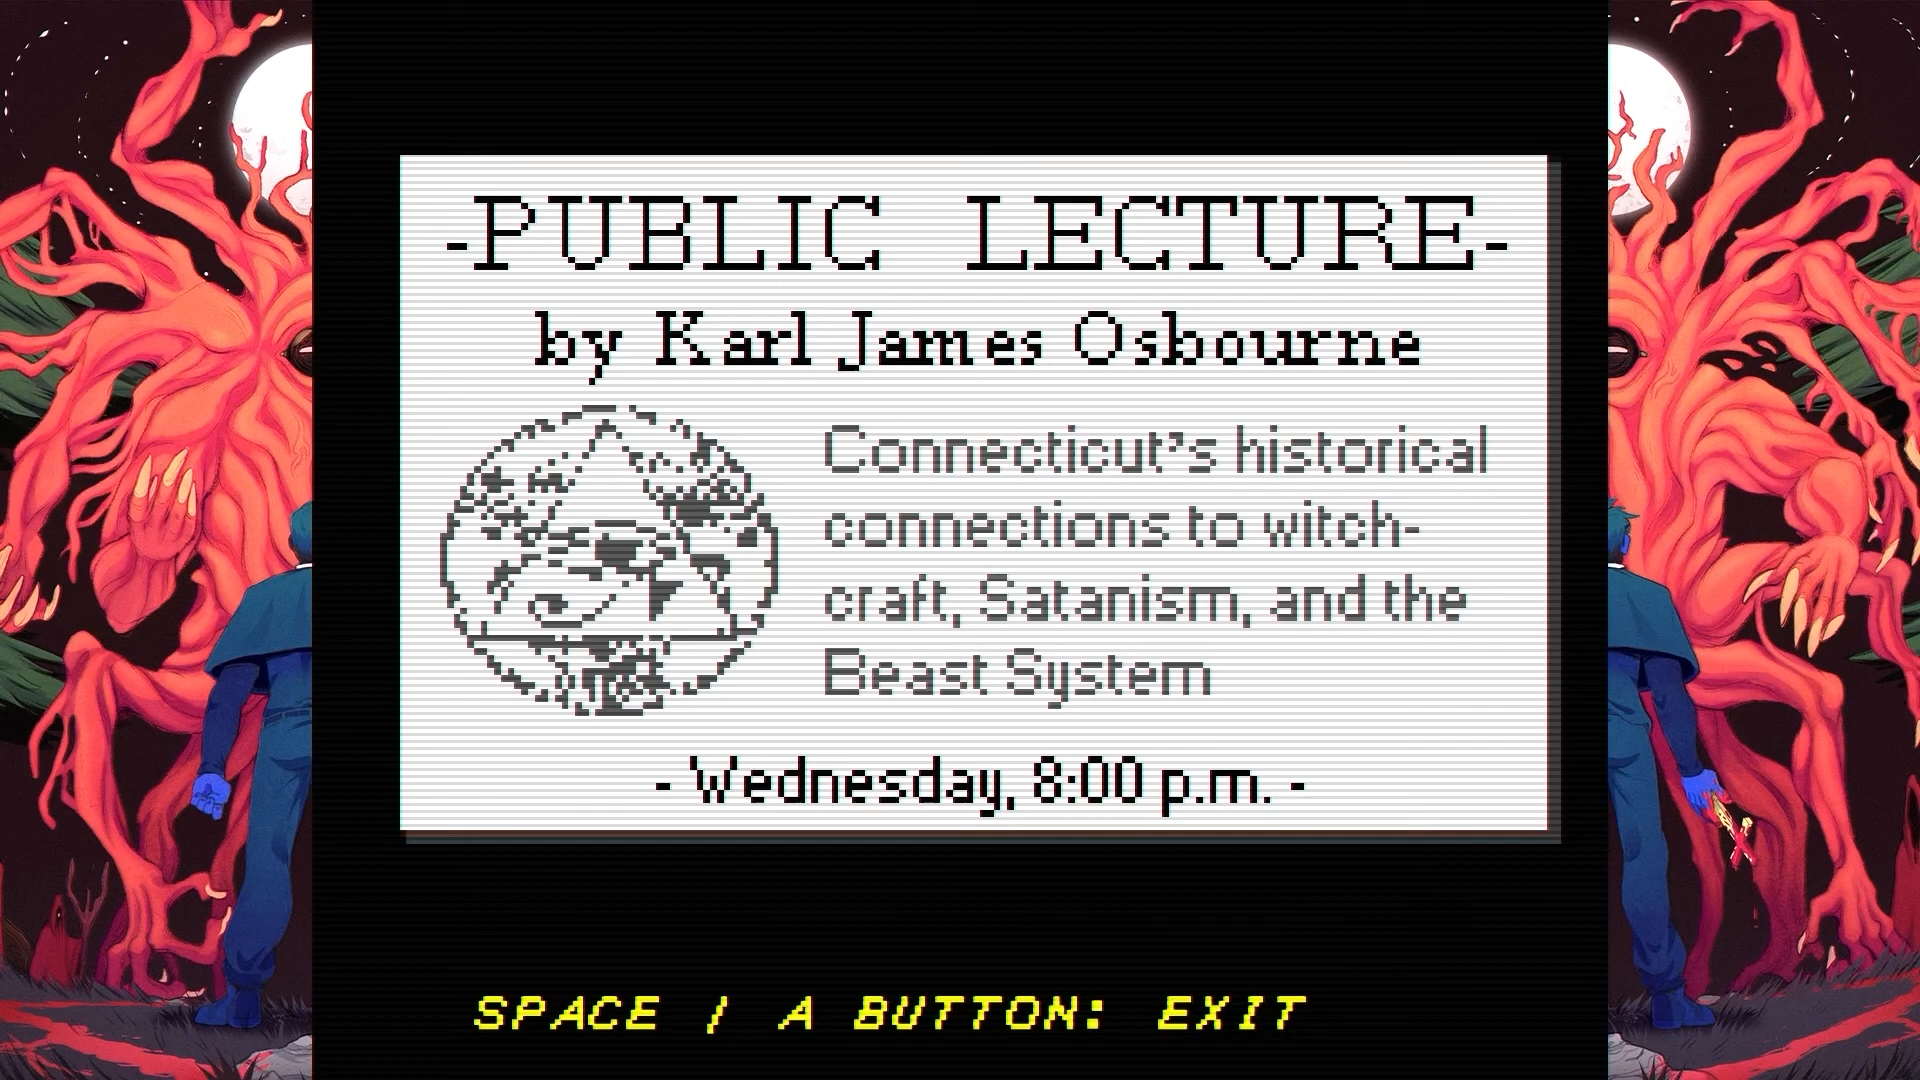 -PUBLIC LECTURE-
by Karl James Osbourne
Connecticut's historical
connections to witch-
craft, Satanism, and the
Beast System
- Wednesday, 8:00 p.m. -
SPACE / A BUTTON: EXIT